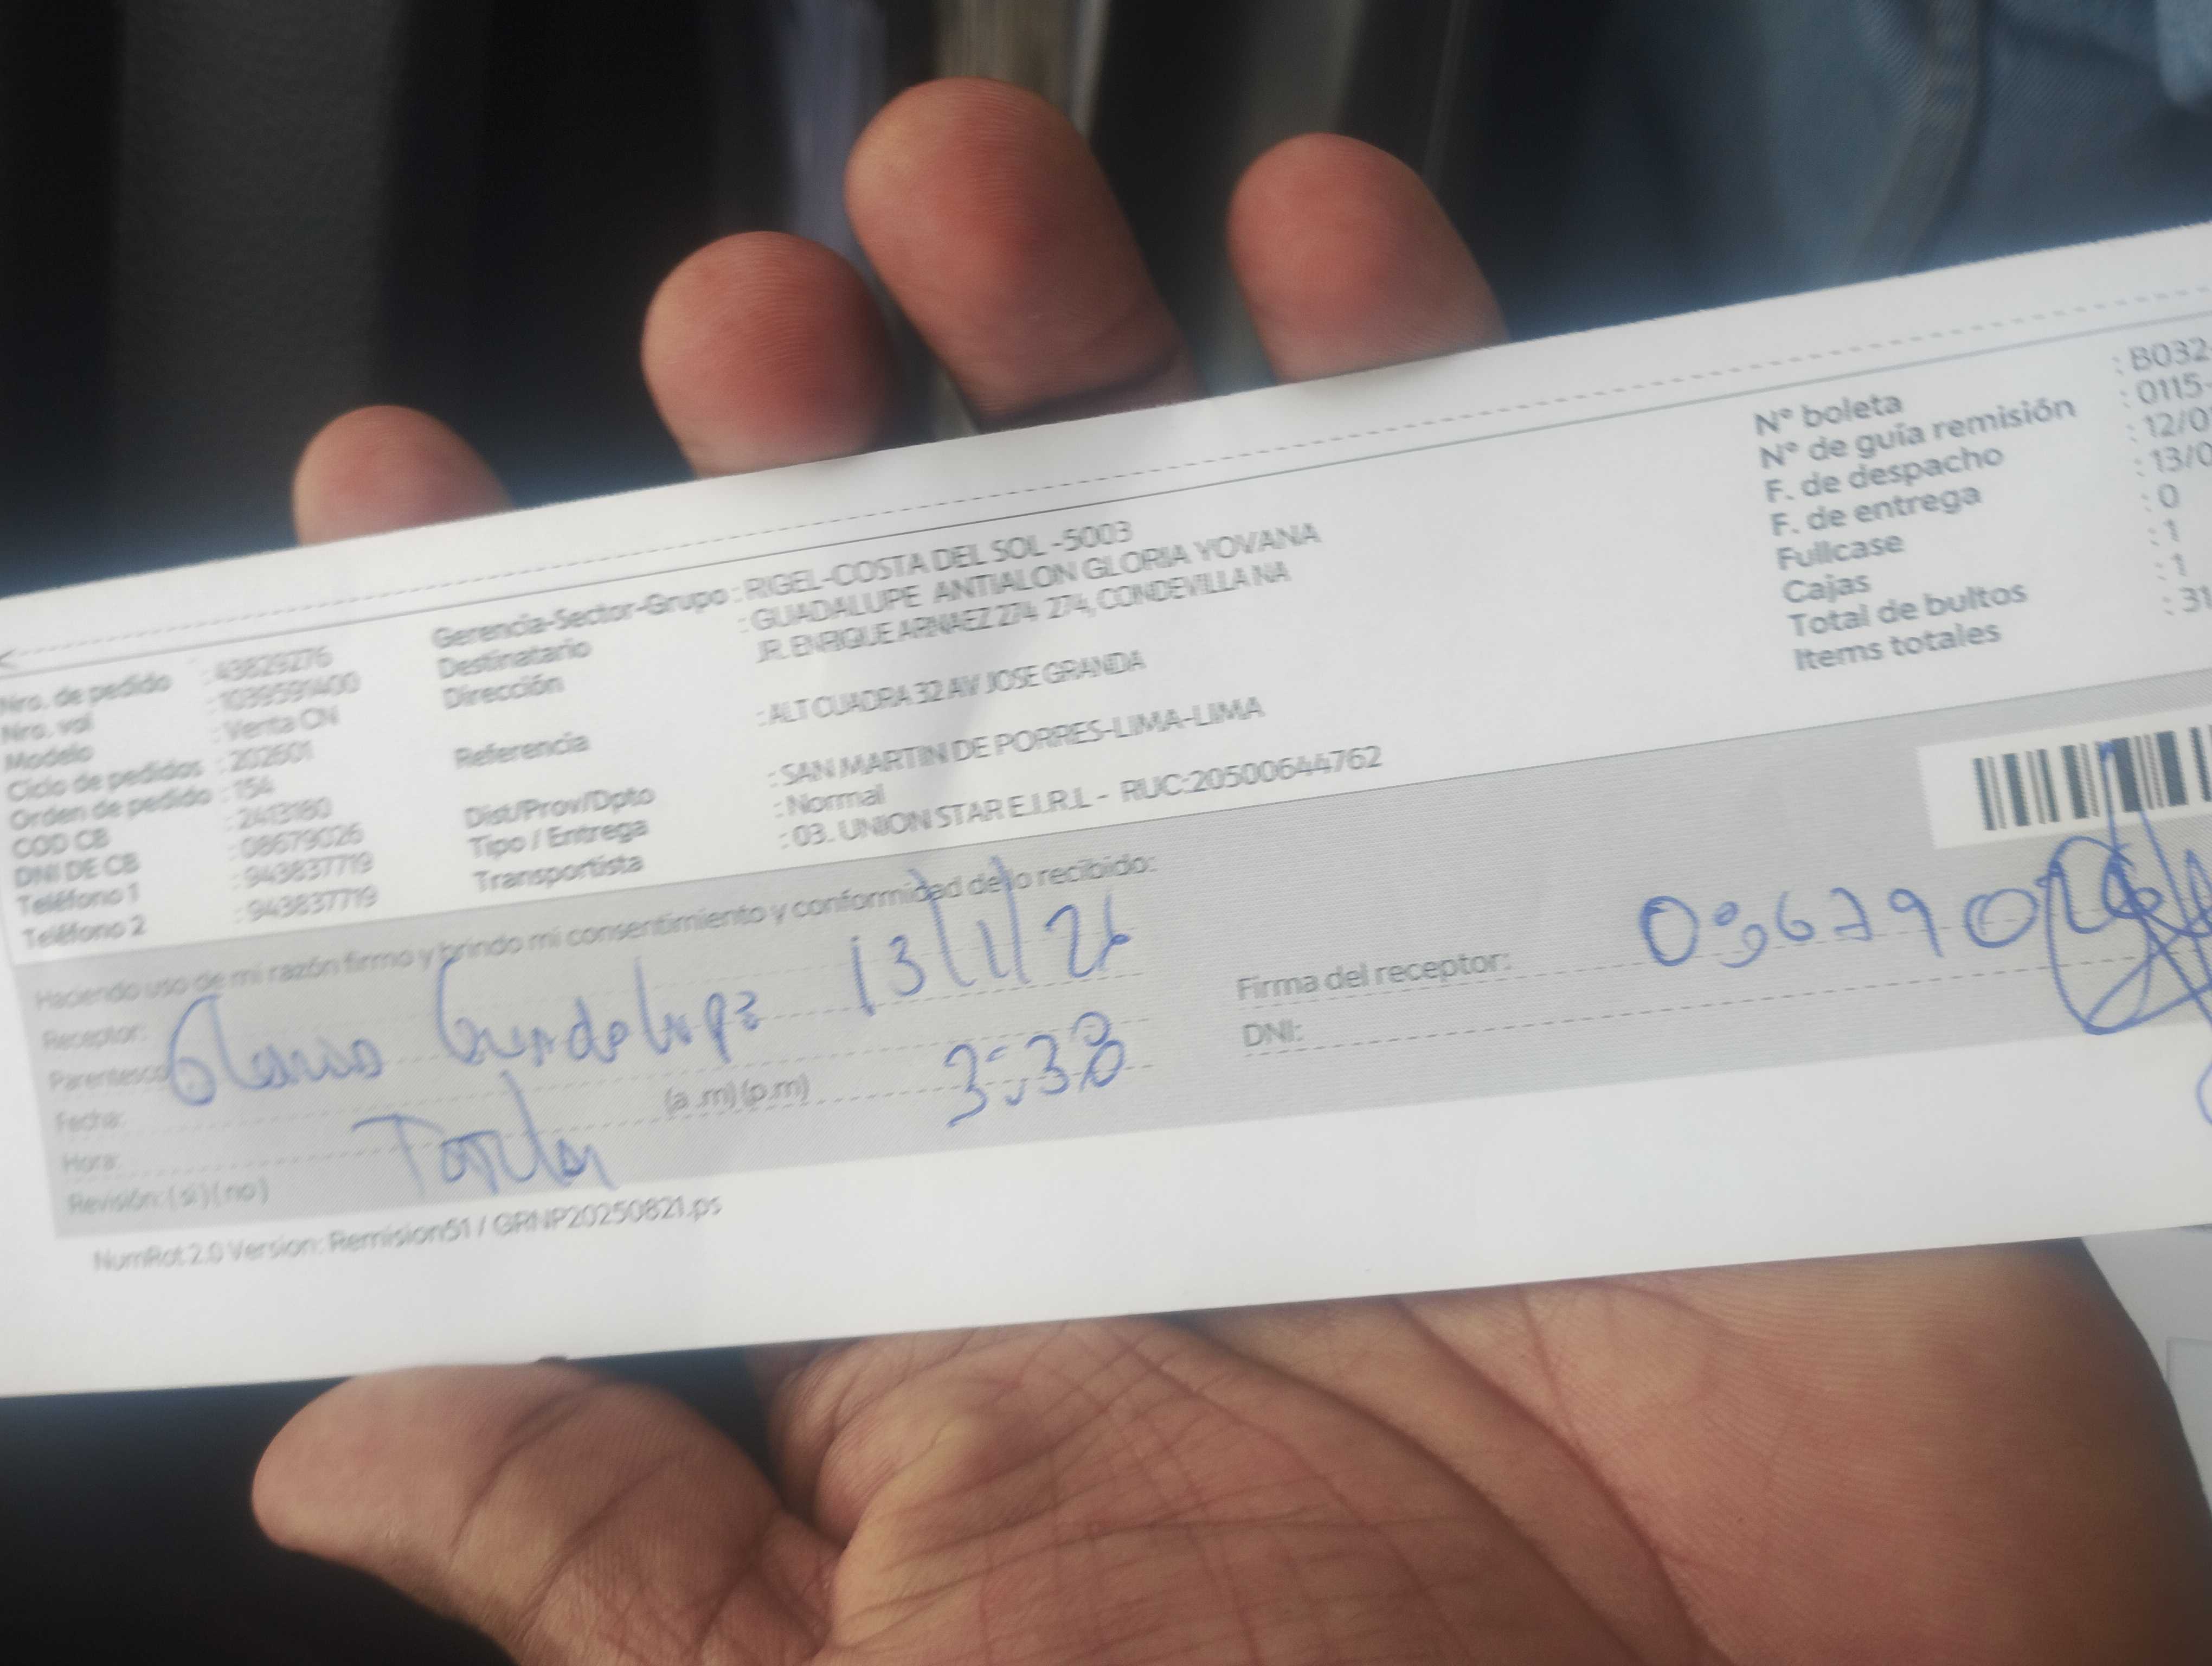 Nro. de pedido : 43829276
Nro. vol : 1039591400
Modelo : Venta CN
Ciclo de pedidos : 202601
Orden de pedido : 154
COD CB : 2413180
DNI DE CB : 08679026
Teléfono 1 : 943837719
Teléfono 2 : 943837719
Gerencia-Sector-Grupo : RIGEL-COSTA DEL SOL -5003
Destinatario : GUADALUPE ANTIALON GLORIA YOVANA
Dirección JR. ENRIQUE ARNAEZ 274 274, CONDEVILLA NA
Referencia : ALT CUADRA 32 AV JOSE GRANDA
Dist/Prov/Dpto : SAN MARTIN DE PORRES-LIMA-LIMA
Tipo / Entrega : Normal
Transportista : 03. UNION STAR E.I.R.L - RUC:20500644762
N° boleta : B032-
N° de guía remisión : 0115-
F. de despacho : 12/0
F. de entrega : 13/0
Fullcase : 0
Cajas : 1
Total de bultos : 1
Items totales : 31
Haciendo uso de mi razón firmo y brindo mi consentimiento y conformidad de lo recibido:
Receptor: Guadalupe 13/1/26
Parentesco
Fecha:
Hora: (a.m)(p.m) 3:38
Revisión: (si)(no)
Firma del receptor:
DNI:
NumRot 2.0 Version: Remision51 / GRNP20250821.ps